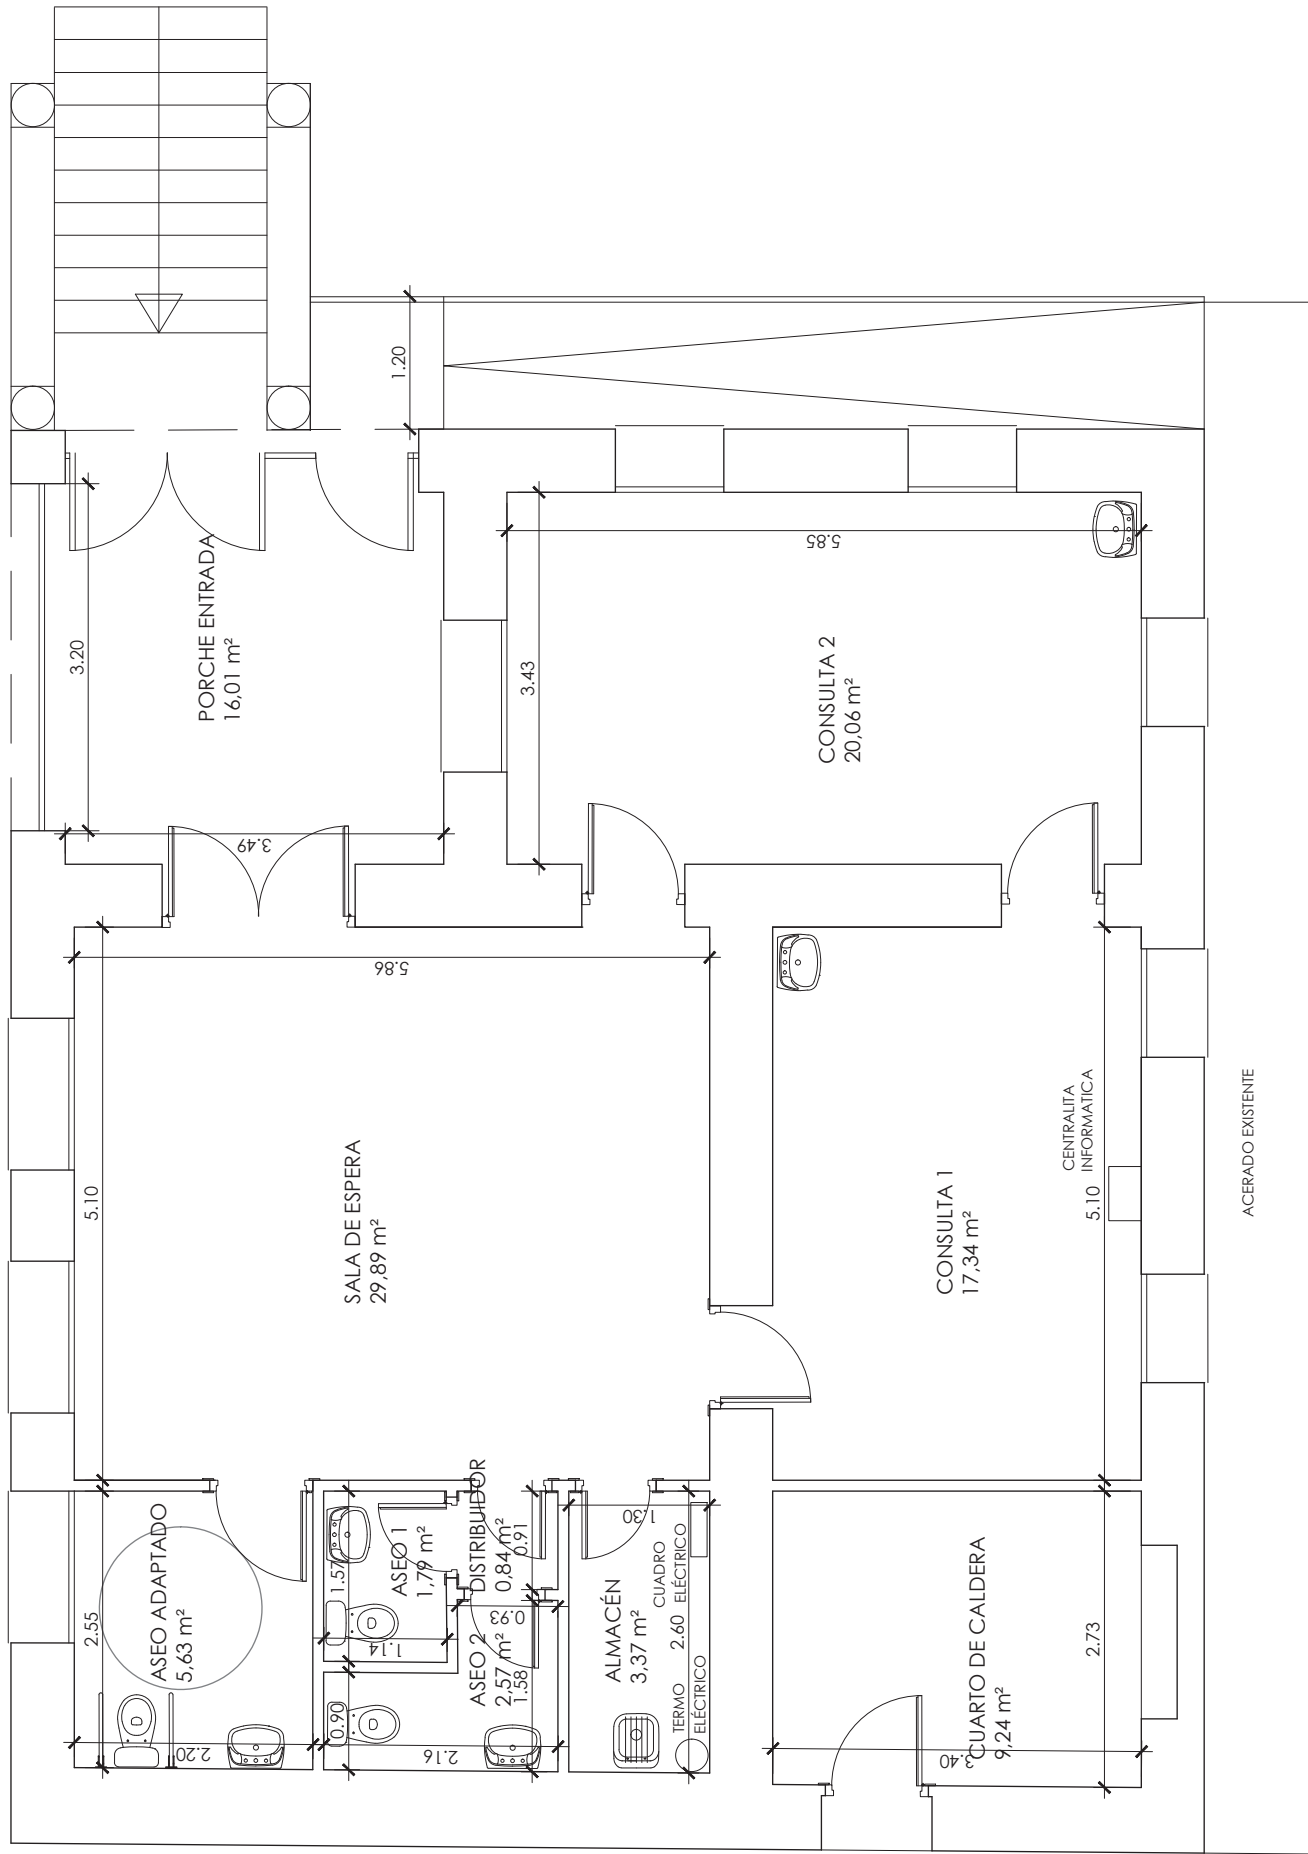 1.20
3.20
PORCHE ENTRADA
16,01 m²
3.49
3.43
5.85
CONSULTA 2
20,06 m²
5.86
5.10
SALA DE ESPERA
29,89 m²
CONSULTA 1
17,34 m²
5.10
CENTRALITA
INFORMATICA
ACERADO EXISTENTE
2.55
ASEO ADAPTADO
5,63 m²
2.20
1.57
ASEO 1
1,79 m²
1.14
DISTRIBUIDOR
0,84 m²
0.91
0.93
ASEO 2
2,57 m²
1.58
0.90
2.16
1.30
ALMACÉN
3,37 m²
CUADRO
ELÉCTRICO
2.60
TERMO
ELÉCTRICO
CUARTO DE CALDERA
9,24 m²
3.40
2.73